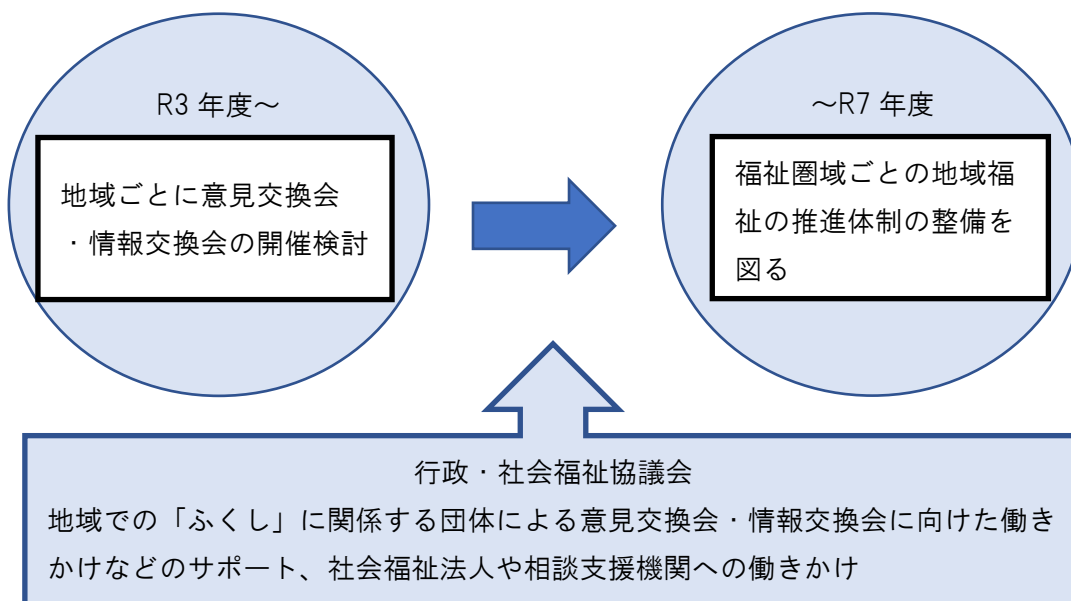 R3 年度～
地域ごとに意見交換会
・情報交換会の開催検討
～R7 年度
福祉圏域ごとの地域福
祉の推進体制の整備を
図る
行政・社会福祉協議会
地域での「ふくし」に関係する団体による意見交換会・情報交換会に向けた働き
かけなどのサポート、社会福祉法人や相談支援機関への働きかけ